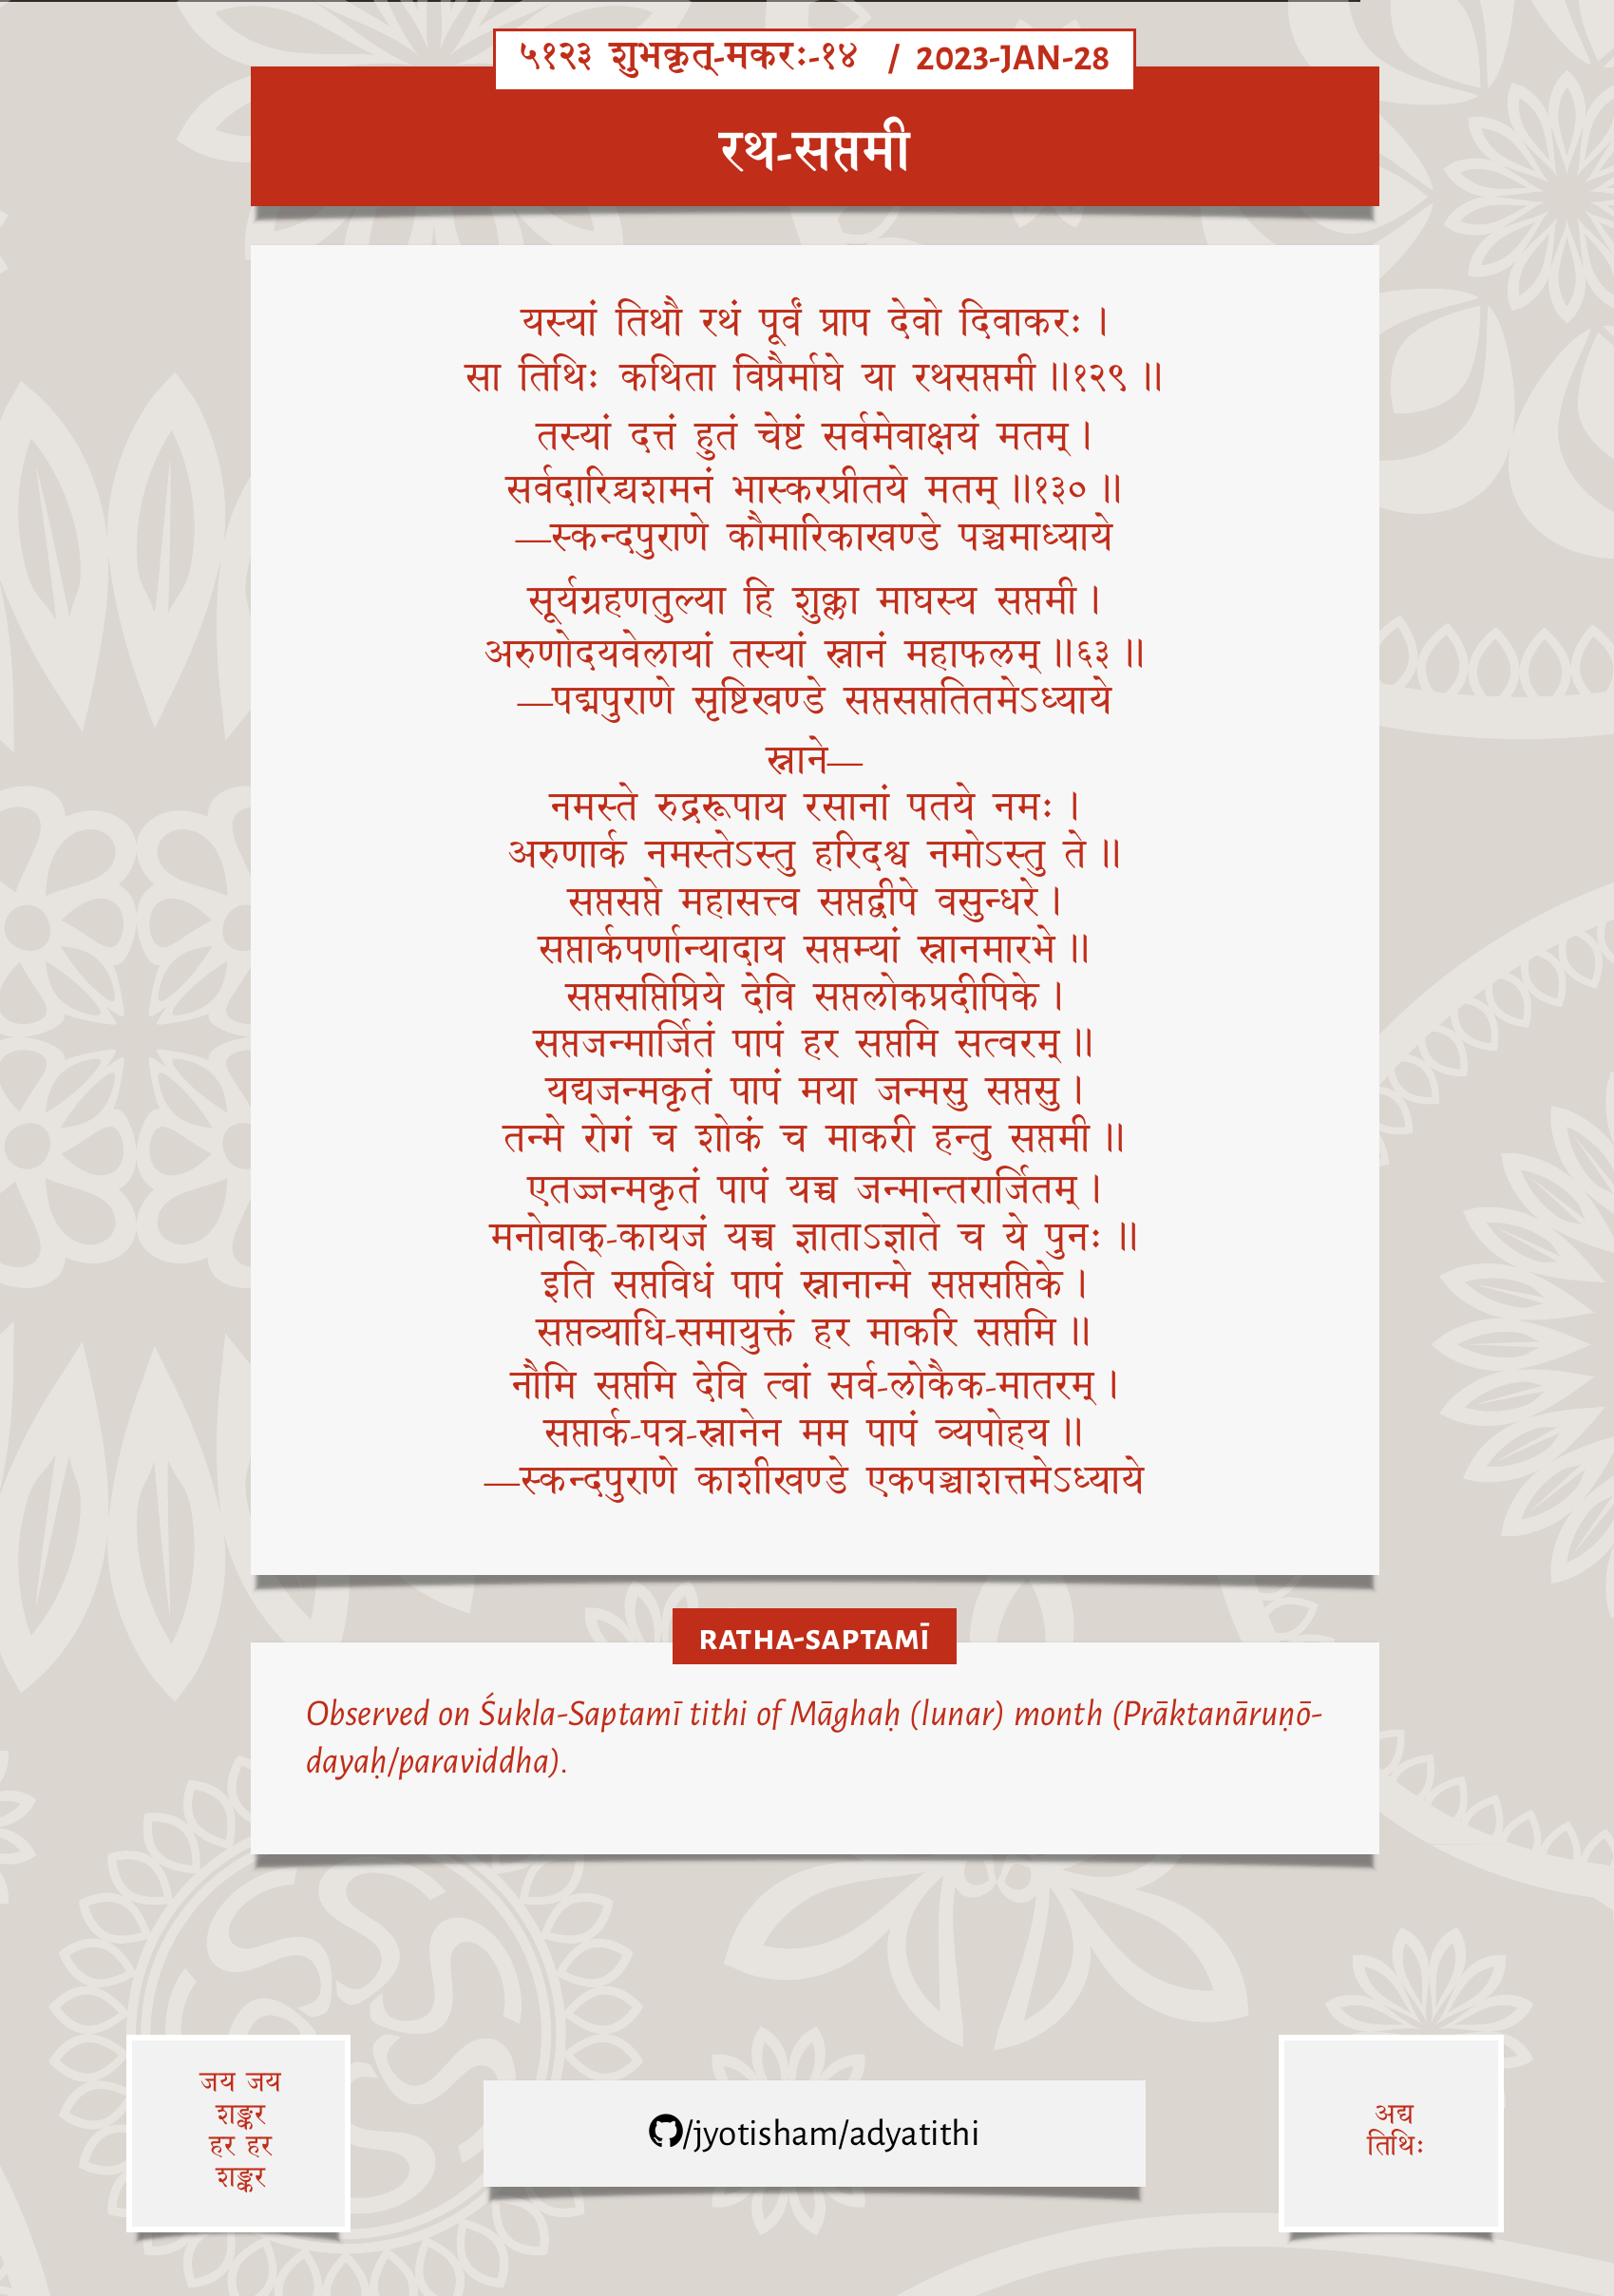 ५१२३ शुभकृत्-मकरः-१४ / 2023-JAN-28
रथ-सप्तमी
यस्यां तिथौ रथं पूर्वं प्राप देवो दिवाकरः ।
सा तिथिः कथिता विप्रैर्माघे या रथसप्तमी ॥१२९ ॥
तस्यां दत्तं हुतं चेष्टं सर्वमेवाक्षयं मतम् ।
सर्वदारिद्र्यशमनं भास्करप्रीतये मतम् ॥१३० ॥
—स्कन्दपुराणे कौमारिकाखण्डे पञ्चमाध्याये
सूर्यग्रहणतुल्या हि शुक्ला माघस्य सप्तमी ।
अरुणोदयवेलायां तस्यां स्नानं महाफलम् ॥६३ ॥
—पद्मपुराणे सृष्टिखण्डे सप्तसप्ततितमेऽध्याये
स्नाने—
नमस्ते रुद्ररूपाय रसानां पतये नमः ।
अरुणार्क नमस्तेऽस्तु हरिदश्व नमोऽस्तु ते ॥
सप्तसप्ते महासत्त्व सप्तद्वीपे वसुन्धरे ।
सप्तार्कपर्णान्यादाय सप्तम्यां स्नानमारभे ॥
सप्तसप्तिप्रिये देवि सप्तलोकप्रदीपिके ।
सप्तजन्मार्जितं पापं हर सप्तमि सत्वरम् ॥
यद्यजन्मकृतं पापं मया जन्मसु सप्तसु ।
तन्मे रोगं च शोकं च माकरी हन्तु सप्तमी ॥
एतज्जन्मकृतं पापं यच्च जन्मान्तरार्जितम् ।
मनोवाक्-कायजं यच्च ज्ञाताऽज्ञाते च ये पुनः ॥
इति सप्तविधं पापं स्नानान्मे सप्तसप्तिके ।
सप्तव्याधि-समायुक्तं हर माकरि सप्तमि ॥
नौमि सप्तमि देवि त्वां सर्व-लोकैक-मातरम् ।
सप्तार्क-पत्र-स्नानेन मम पापं व्यपोहय ॥
—स्कन्दपुराणे काशीखण्डे एकपञ्चाशत्तमेऽध्याये
RATHA-SAPTAMĪ
Observed on Śukla-Saptamī tithi of Māghaḥ (lunar) month (Prāktanāruṇō-
dayaḥ/paraviddha).
जय जय
शङ्कर
हर हर
शङ्कर
/jyotisham/adyatithi
अद्य
तिथिः